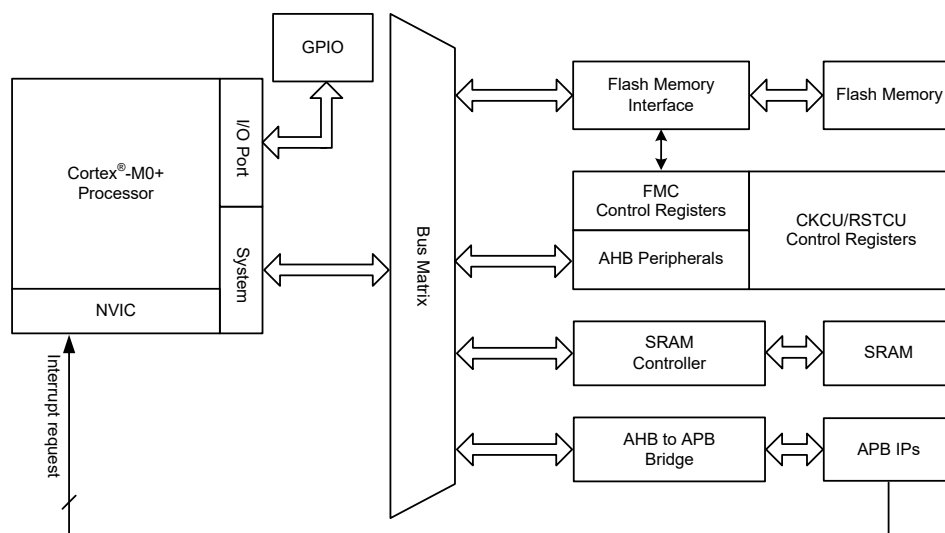 GPIO
Cortex®-M0+
Processor
I/O Port
System
NVIC
Interrupt request
Bus Matrix
Flash Memory
Interface
Flash Memory
FMC
Control Registers
AHB Peripherals
CKCU/RSTCU
Control Registers
SRAM
Controller
SRAM
AHB to APB
Bridge
APB IPs